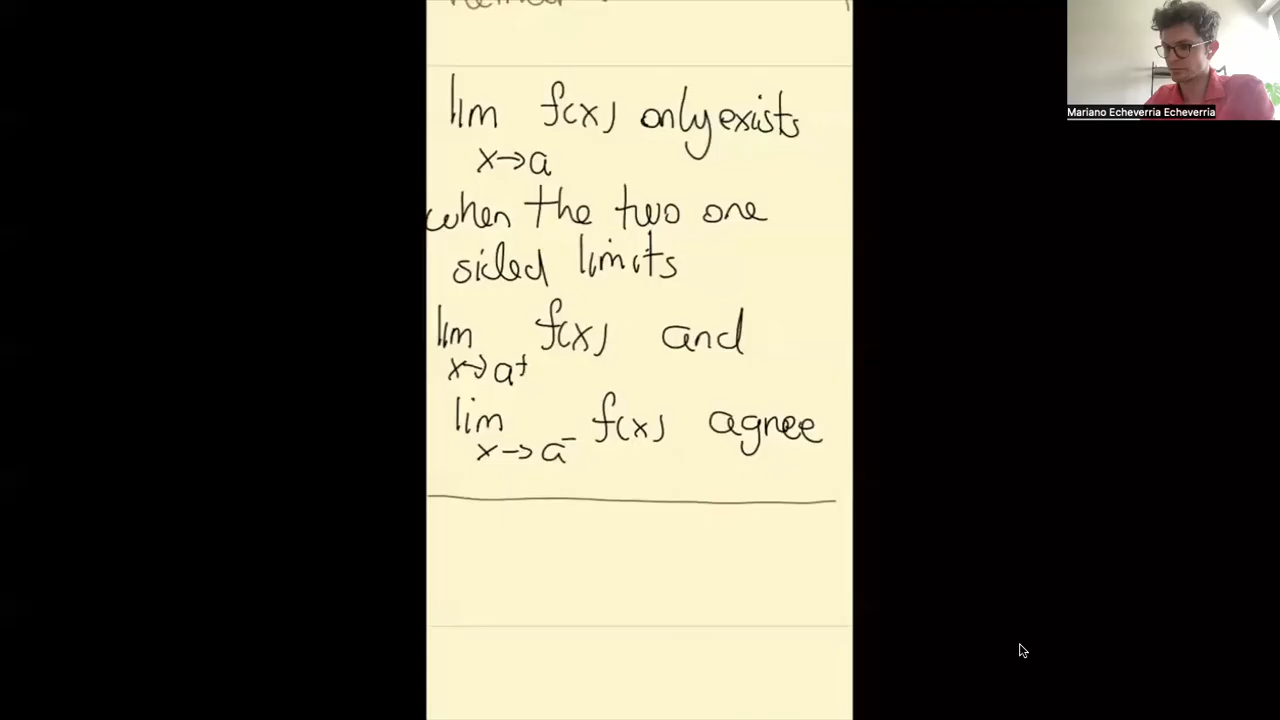 lim f(x) only exists
x→a
when the two one
sided limits
lim f(x) and
x→a⁺
lim f(x) agree
x→a⁻
Mariano Echeverria Echeverria